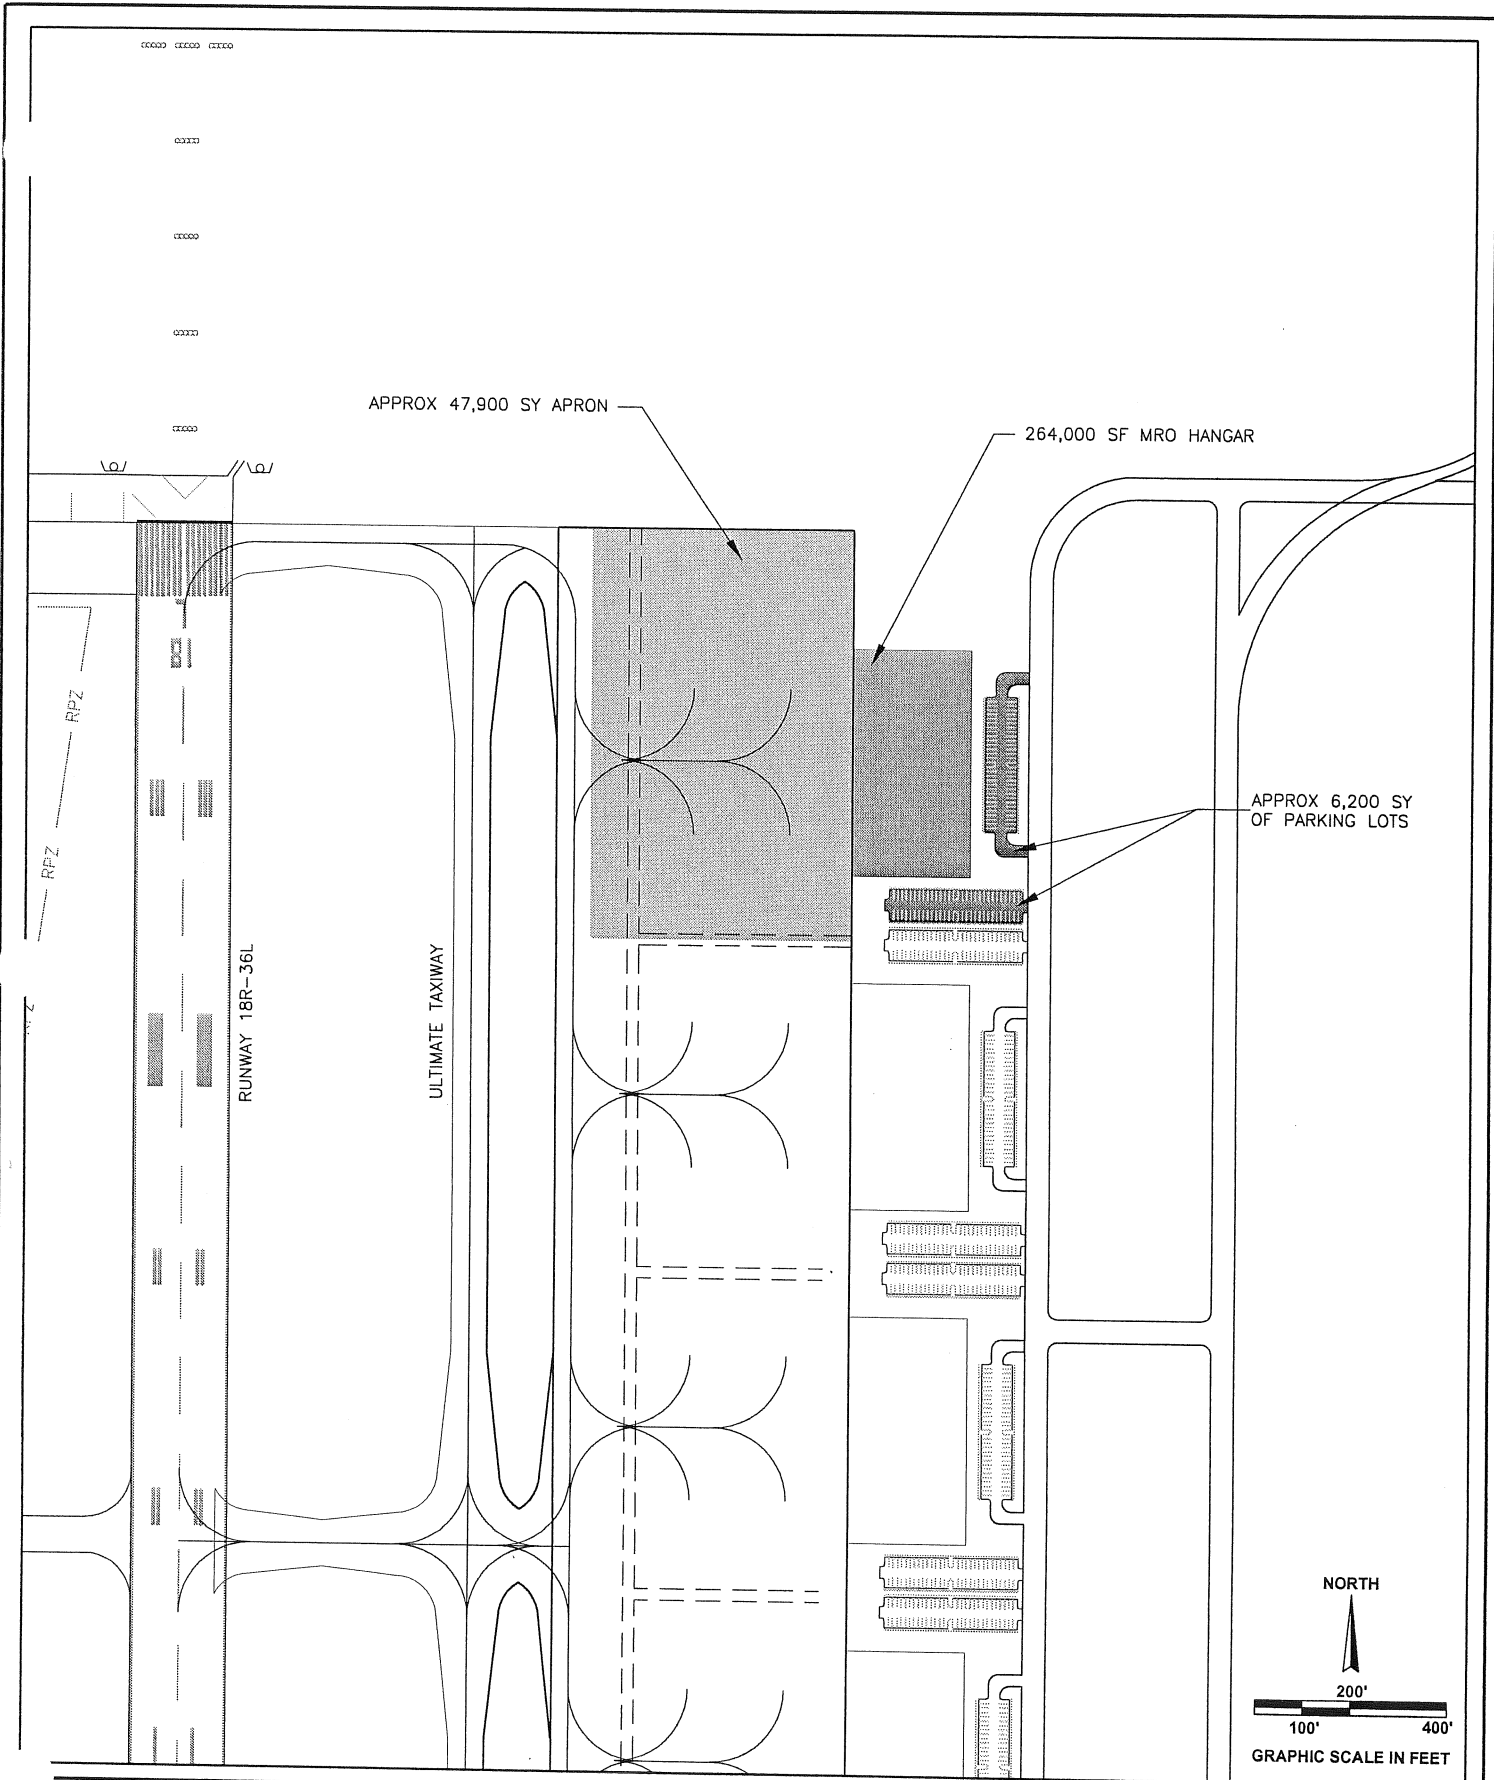 APPROX 47,900 SY APRON
264,000 SF MRO HANGAR
18L
RPZ
RPZ
APPROX 6,200 SY
OF PARKING LOTS
RUNWAY 18R-36L
ULTIMATE TAXIWAY
NORTH
200'
100' 400'
GRAPHIC SCALE IN FEET